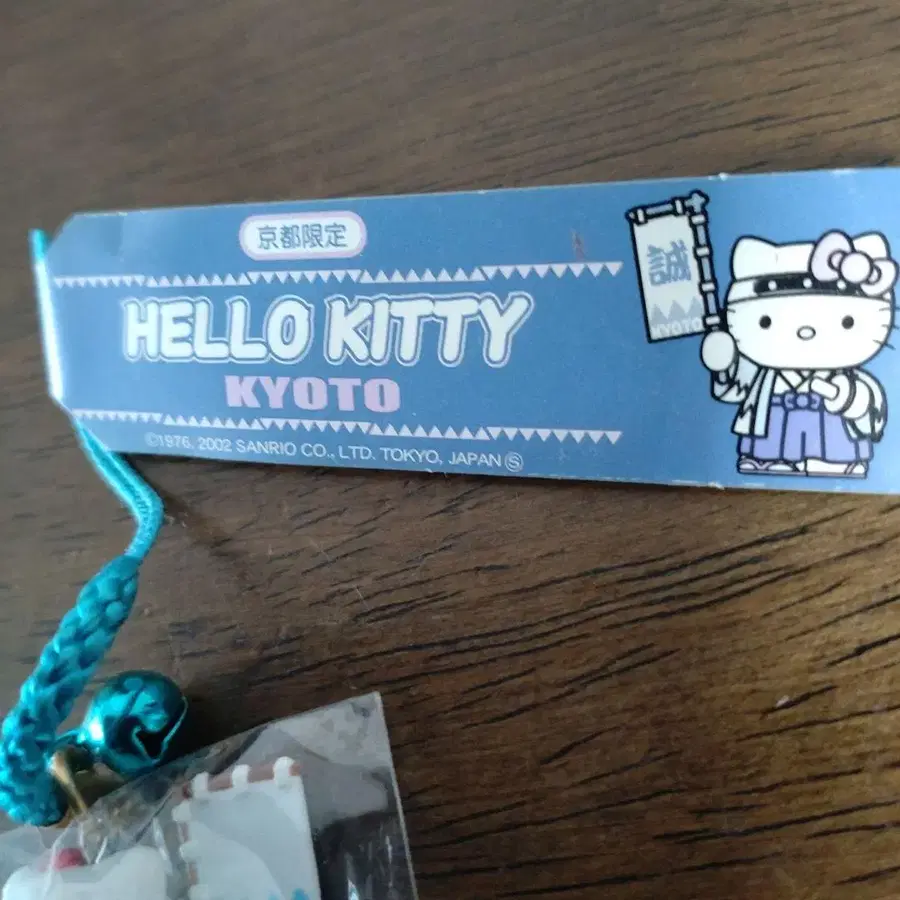 京都限定
HELLO KITTY
KYOTO
©1976, 2002 SANRIO CO., LTD. TOKYO, JAPAN Ⓢ
誠
KYOTO